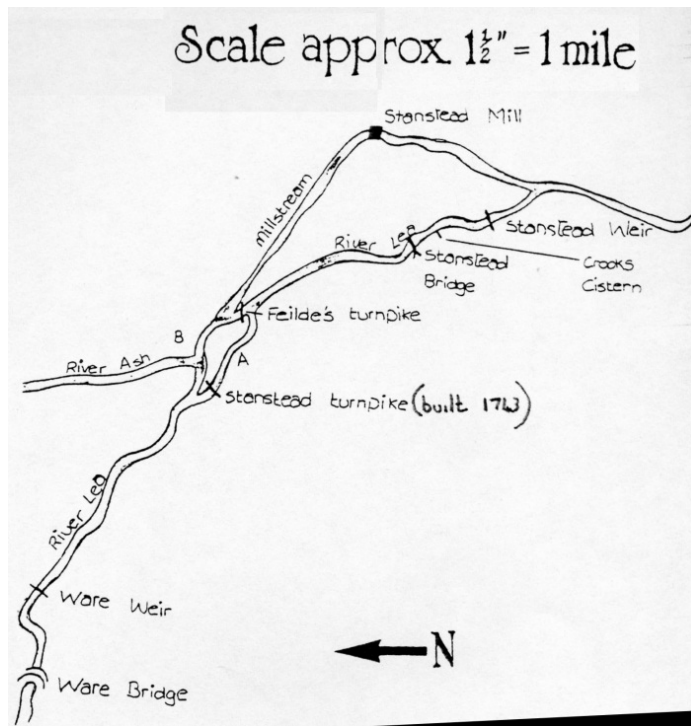 Scale approx. 1½" = 1 mile
Stanstead Mill
Millstream
River Lea
Stanstead Weir
Stanstead
Bridge
Crooks
Cistern
Feilde's turnpike
B
River Ash
A
Stanstead turnpike (built 1743)
River Lea
Ware Weir
N
Ware Bridge